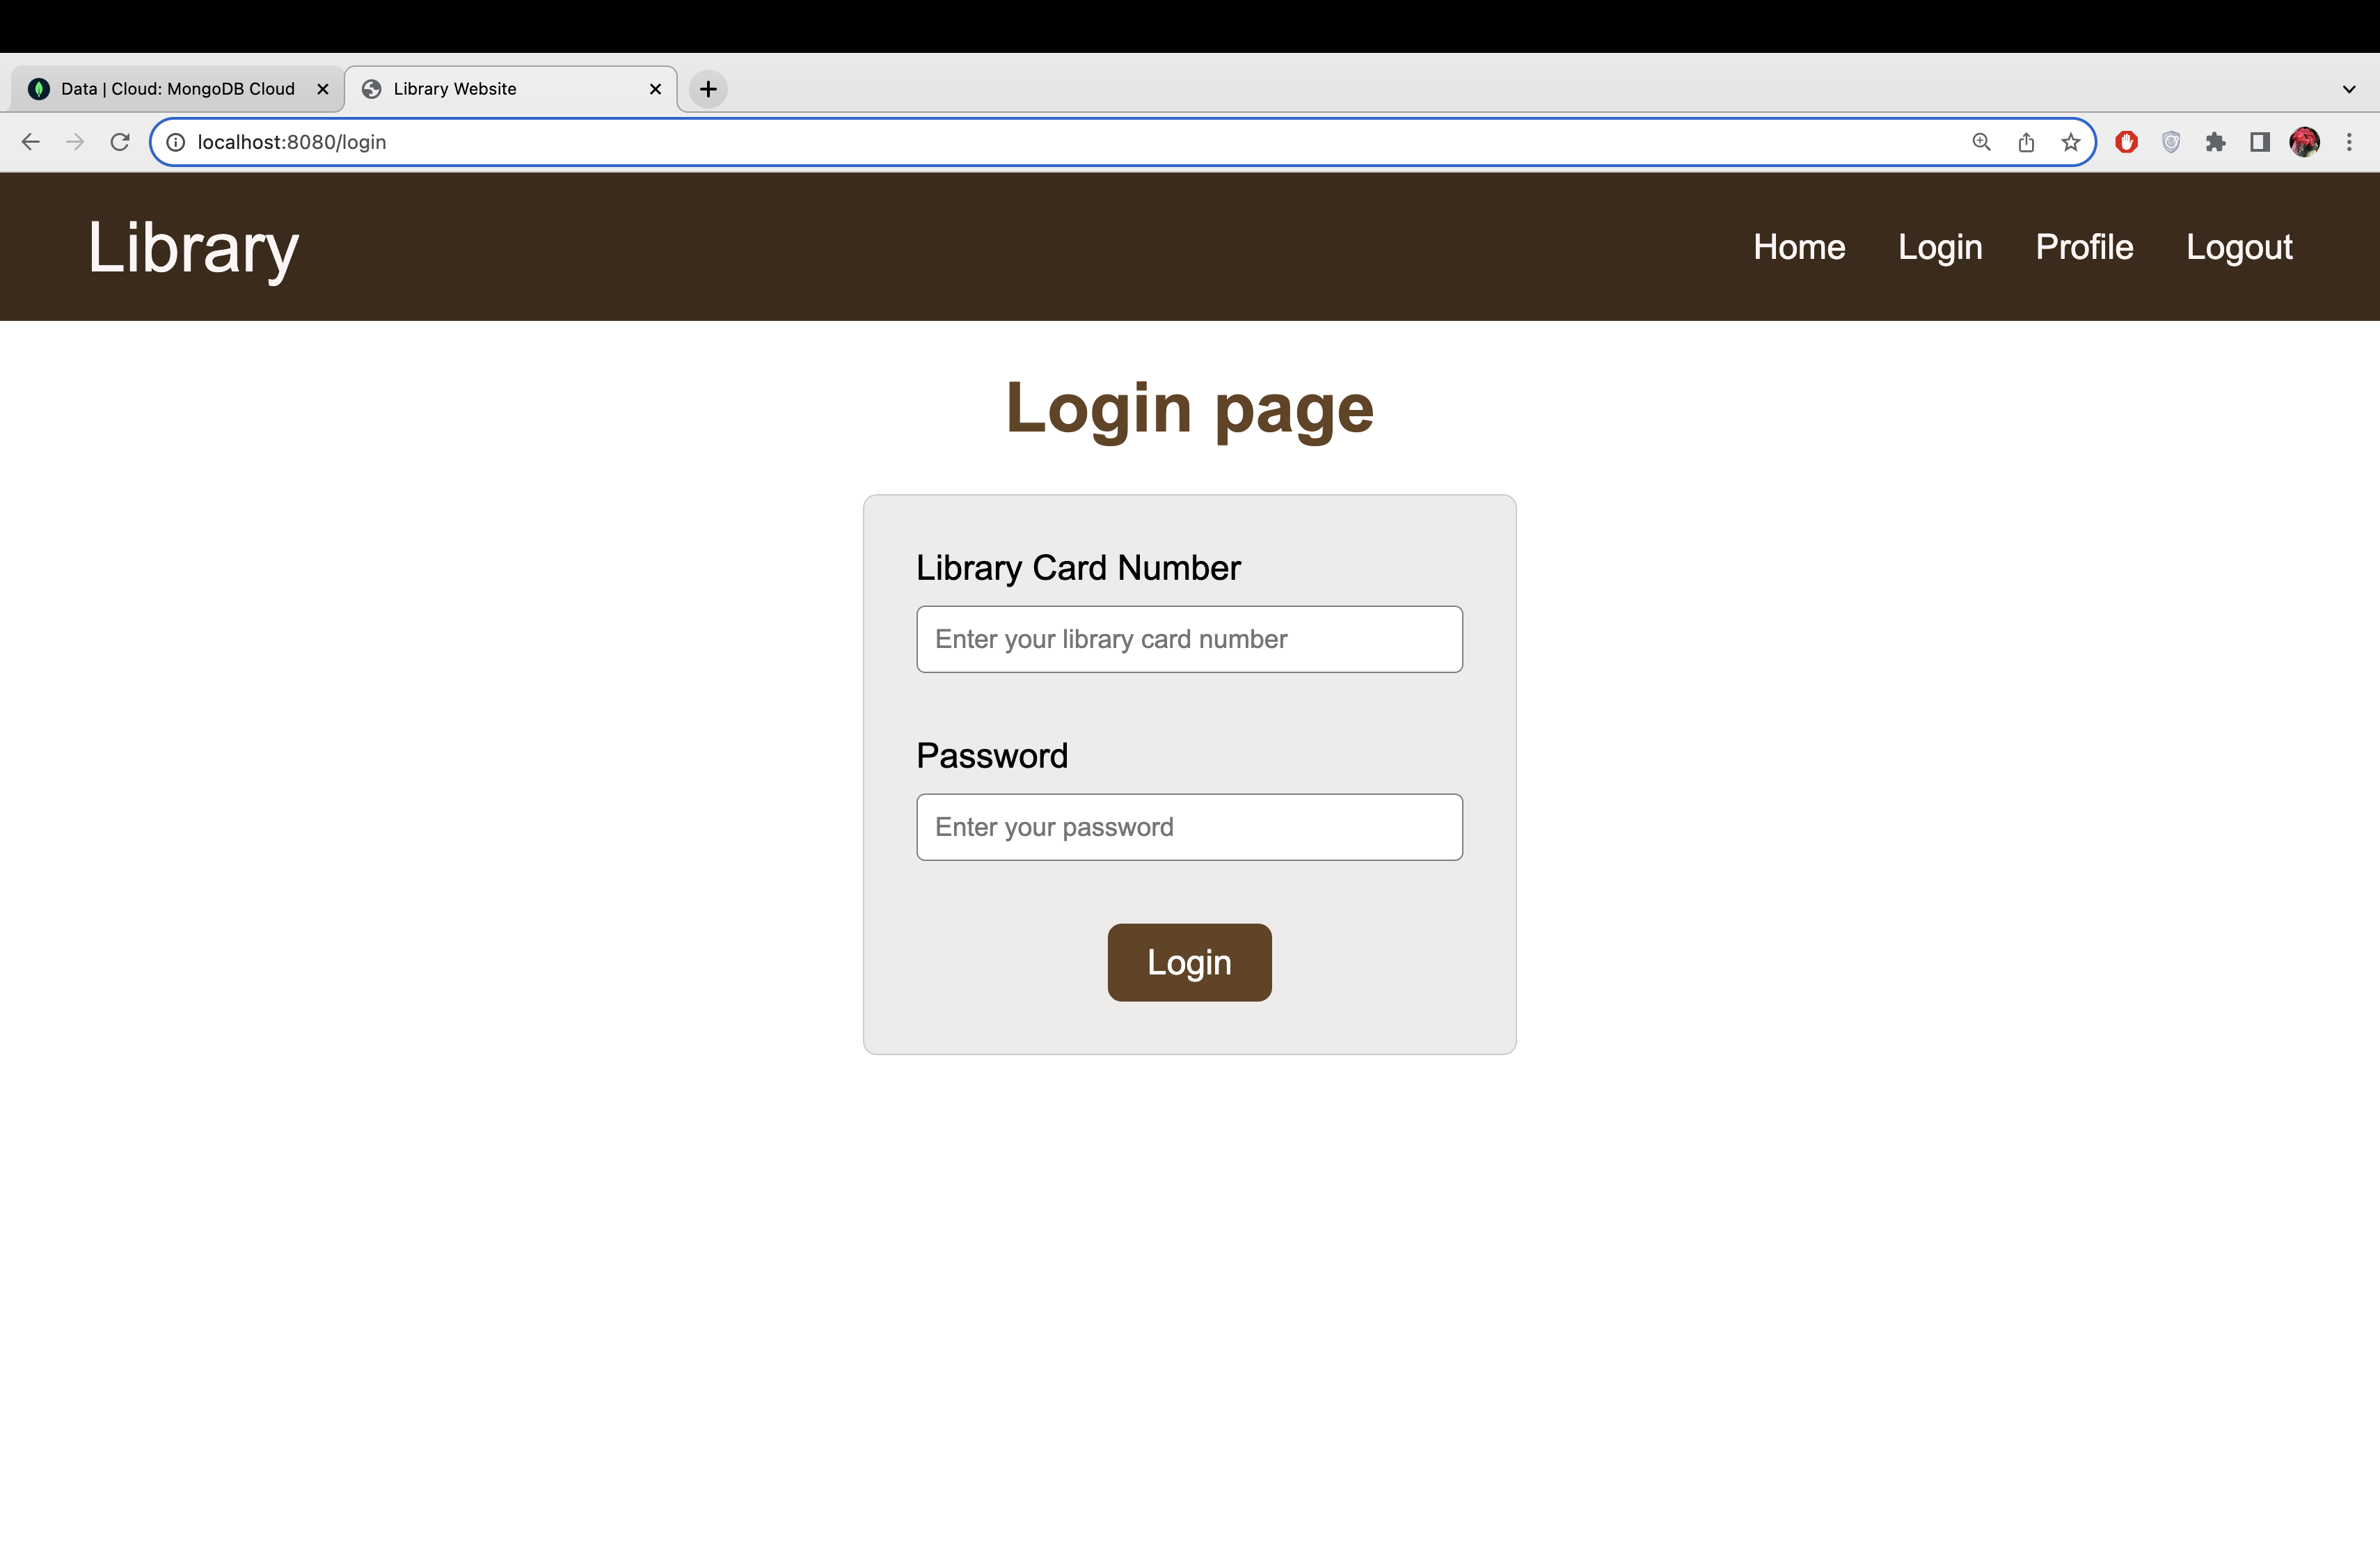 Data | Cloud: MongoDB Cloud
Library Website
localhost:8080/login
Library
Home Login Profile Logout
Login page
Library Card Number
Enter your library card number
Password
Enter your password
Login